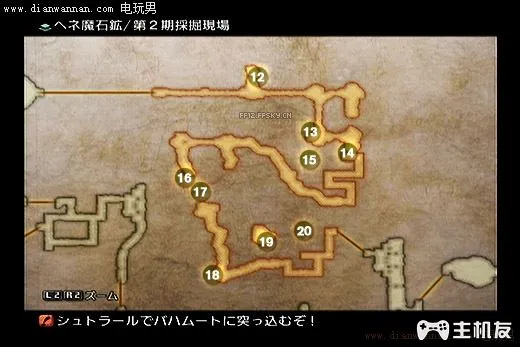 www.dianwannan.com 电玩男
ヘネ魔石鉱/第2期採掘現場
12
FF12.FFSKY.CN
13
14
15
16
17
20
19
18
L2 R2 ズーム
シュトラールでバハムートに突っ込むぞ!
www.dianwannan.com
主机友